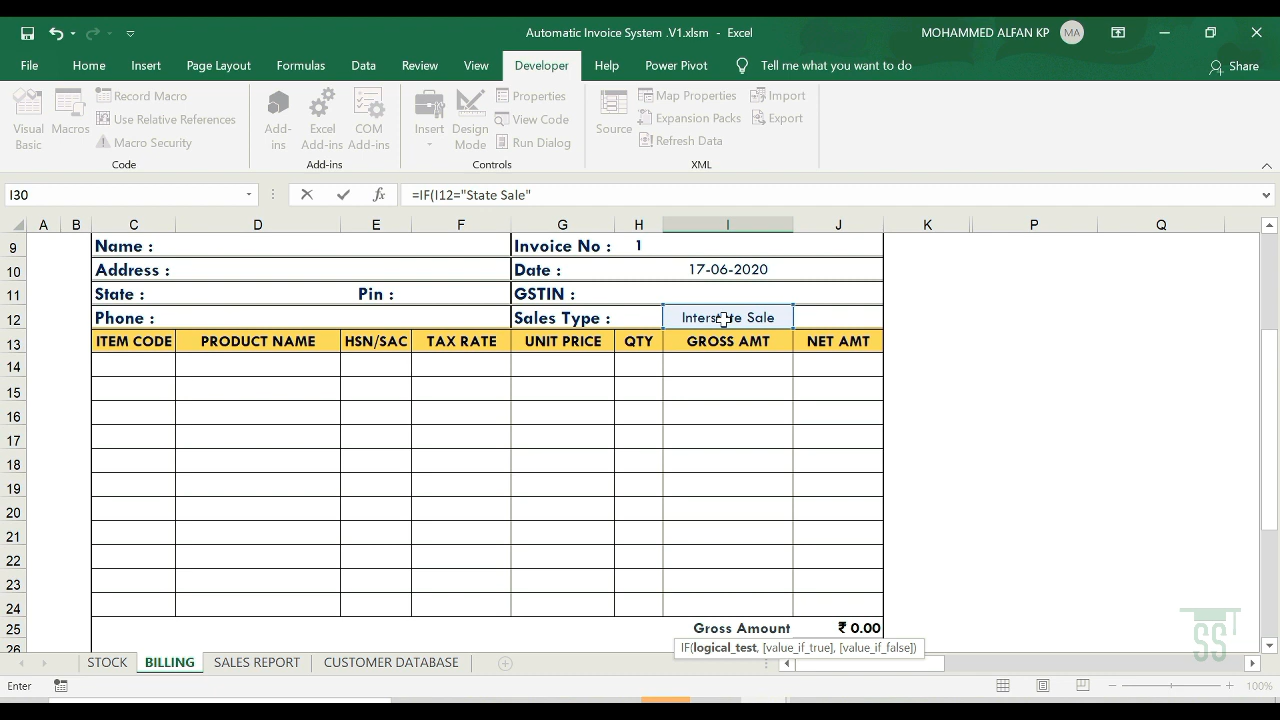 Automatic Invoice System .V1.xlsm - Excel
MOHAMMED ALFAN KP
MA
File Home Insert Page Layout Formulas Data Review View Developer Help Power Pivot Tell me what you want to do Share
Visual Basic
Macros
Record Macro
Use Relative References
Macro Security
Code
Add-ins
Excel Add-ins
COM Add-ins
Add-ins
Insert
Design Mode
Properties
View Code
Run Dialog
Controls
Source
Map Properties
Expansion Packs
Refresh Data
Import
Export
XML
I30
fx
=IF(I12="State Sale"
A B C D E F G H I J K P Q
9 Name : Invoice No : 1
10 Address : Date : 17-06-2020
11 State : Pin : GSTIN :
12 Phone : Sales Type : Interstate Sale
13 ITEM CODE PRODUCT NAME HSN/SAC TAX RATE UNIT PRICE QTY GROSS AMT NET AMT
14
15
16
17
18
19
20
21
22
23
24
25 Gross Amount ₹ 0.00
26
IF(logical_test, [value_if_true], [value_if_false])
STOCK BILLING SALES REPORT CUSTOMER DATABASE
Enter
100%
SS